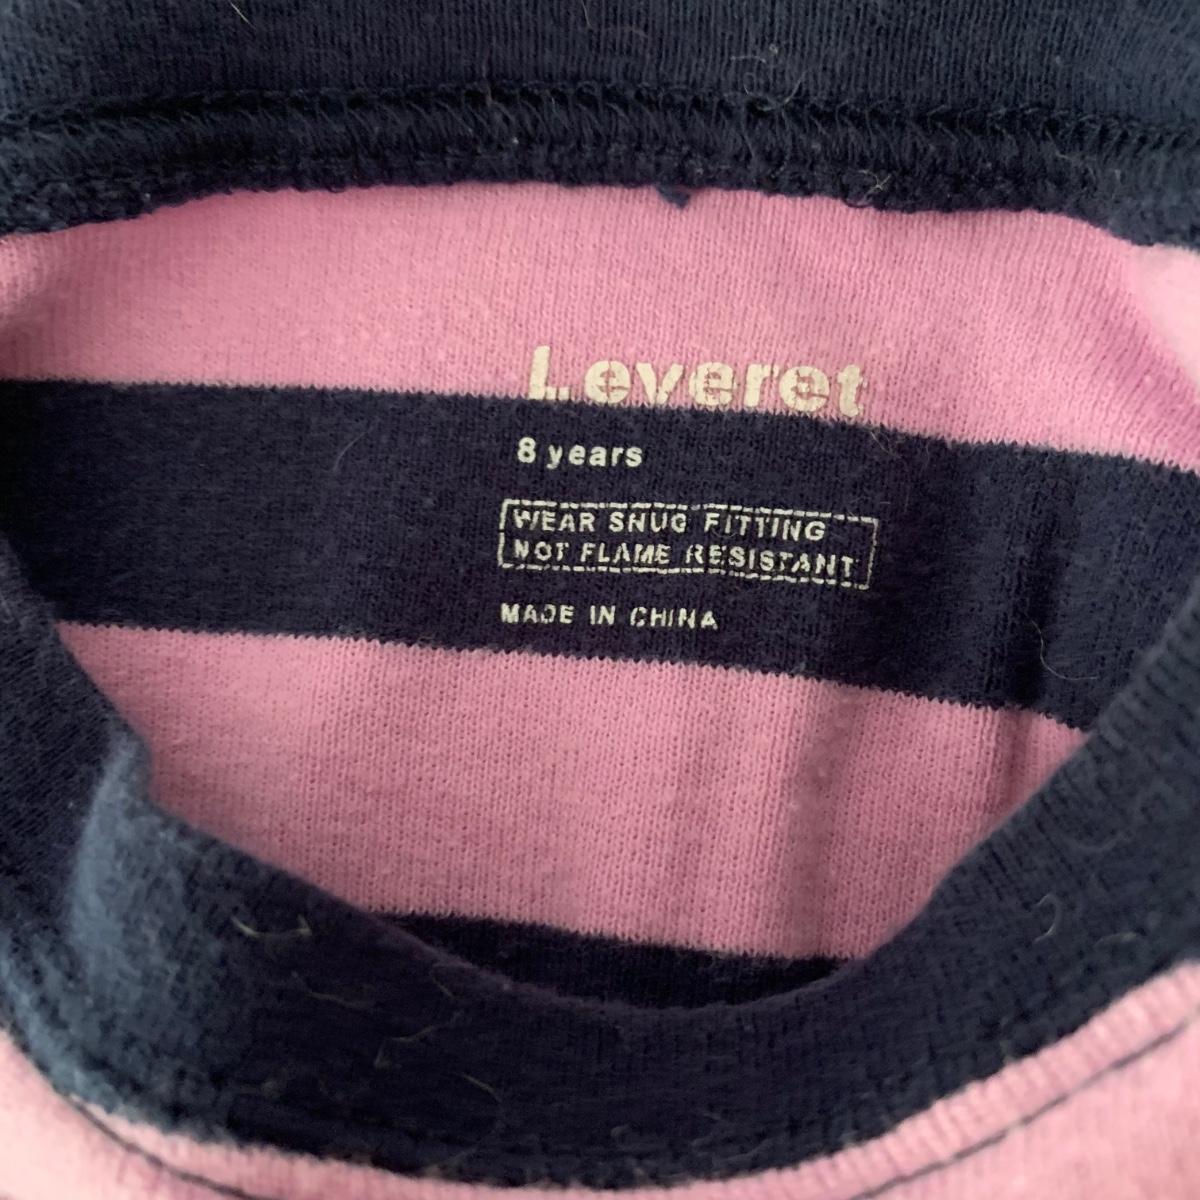 Leveret
8 years
WEAR SNUG FITTING
NOT FLAME RESISTANT
MADE IN CHINA